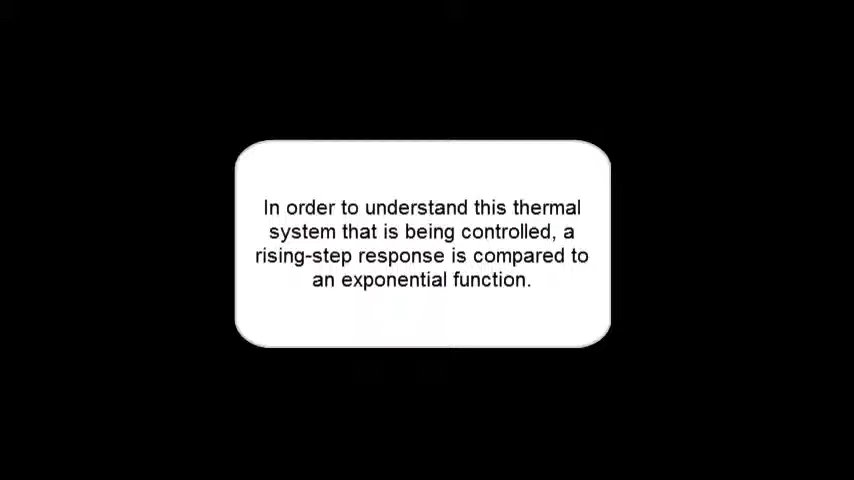 In order to understand this thermal
system that is being controlled, a
rising-step response is compared to
an exponential function.